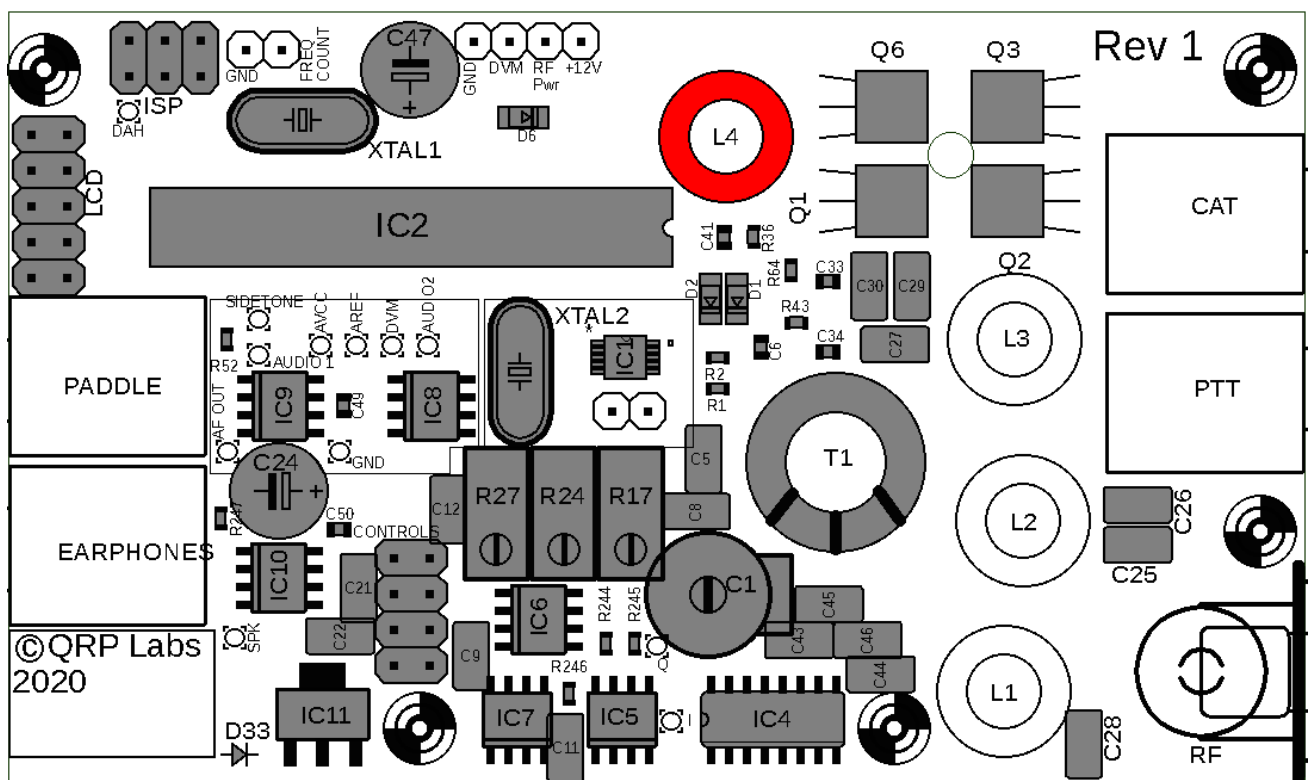 C47
FREQ
COUNT
GND
GND
DVM
RF
Pwr
+12V
Q6
Q3
Rev 1
ISP
DAH
D6
L4
XTAL1
LCD
IC2
Q1
CAT
C41
R36
R64
C33
Q2
D2
D1
C30
C29
SIDETONE
AVCC
AREF
DVM
AUDIO2
XTAL2
*
R43
C34
C27
L3
R52
AUDIO1
IC1
C6
R2
R1
PADDLE
PTT
AF OUT
IC9
C49
IC8
C24
GND
C5
T1
R27
R24
R17
C12
C8
L2
C26
R247
C50
CONTROLS
EARPHONES
IC10
C21
C1
C25
R244
R245
C45
IC6
C22
SPK
Q
C43
C46
©QRP Labs
2020
C9
R246
C44
L1
IC11
IC7
IC5
I
IC4
D33
C11
C28
RF